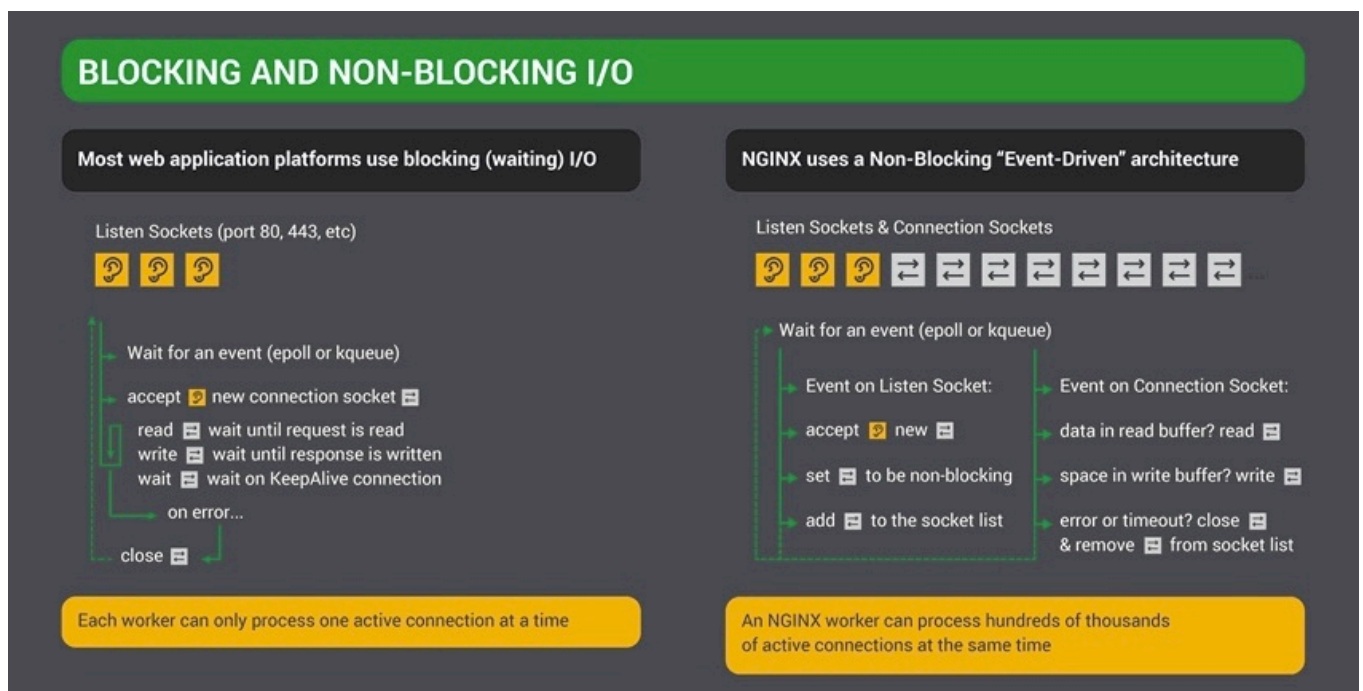 BLOCKING AND NON-BLOCKING I/O
Most web application platforms use blocking (waiting) I/O
Listen Sockets (port 80, 443, etc)
Wait for an event (epoll or kqueue)
accept new connection socket
read wait until request is read
write wait until response is written
wait wait on KeepAlive connection
on error...
close
Each worker can only process one active connection at a time
NGINX uses a Non-Blocking “Event-Driven” architecture
Listen Sockets & Connection Sockets
Wait for an event (epoll or kqueue)
Event on Listen Socket:
accept new
set to be non-blocking
add to the socket list
Event on Connection Socket:
data in read buffer? read
space in write buffer? write
error or timeout? close
& remove from socket list
An NGINX worker can process hundreds of thousands
of active connections at the same time